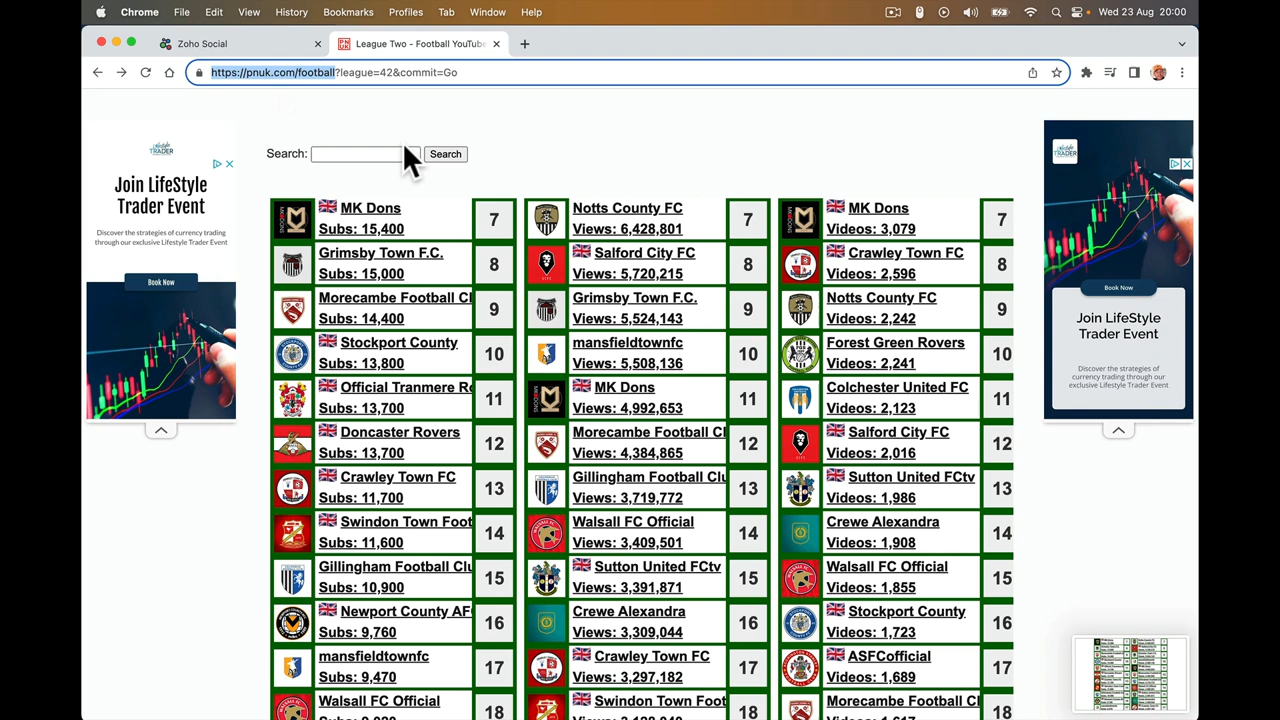 Chrome File Edit View History Bookmarks Profiles Tab Window Help Wed 23 Aug 20:00
Zoho Social
League Two - Football YouTube
https://pnuk.com/football?league=42&commit=Go
Search: Search
LIFESTYLE TRADER
Join LifeStyle
Trader Event
Discover the strategies of currency trading
through our exclusive Lifestyle Trader Event
Book Now
MK Dons
Subs: 15,400
7
Grimsby Town F.C.
Subs: 15,000
8
Morecambe Football Cl
Subs: 14,400
9
Stockport County
Subs: 13,800
10
Official Tranmere Ro
Subs: 13,700
11
Doncaster Rovers
Subs: 13,700
12
Crawley Town FC
Subs: 11,700
13
Swindon Town Foot
Subs: 11,600
14
Gillingham Football Clu
Subs: 10,900
15
Newport County AF
Subs: 9,760
16
mansfieldtownfc
Subs: 9,470
17
Walsall FC Official
18
Notts County FC
Views: 6,428,801
7
Salford City FC
Views: 5,720,215
8
Grimsby Town F.C.
Views: 5,524,143
9
mansfieldtownfc
Views: 5,508,136
10
MK Dons
Views: 4,992,653
11
Morecambe Football Cl
Views: 4,384,865
12
Gillingham Football Clu
Views: 3,719,772
13
Walsall FC Official
Views: 3,409,501
14
Sutton United FCtv
Views: 3,391,871
15
Crewe Alexandra
Views: 3,309,044
16
Crawley Town FC
Views: 3,297,182
17
Swindon Town Foot
18
MK Dons
Videos: 3,079
7
Crawley Town FC
Videos: 2,596
8
Notts County FC
Videos: 2,242
9
Forest Green Rovers
Videos: 2,241
10
Colchester United FC
Videos: 2,123
11
Salford City FC
Videos: 2,016
12
Sutton United FCtv
Videos: 1,986
13
Crewe Alexandra
Videos: 1,908
14
Walsall FC Official
Videos: 1,855
15
Stockport County
Videos: 1,723
16
ASFCofficial
Videos: 1,689
17
Morecambe Football Cl
18
Book Now
Join LifeStyle
Trader Event
Discover the strategies of
currency trading through our
exclusive Lifestyle Trader Event